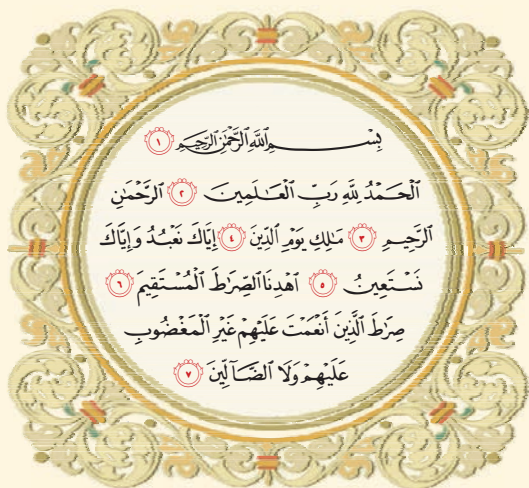 بِسْمِ ٱللَّهِ ٱلرَّحْمَٰنِ ٱلرَّحِيمِ ١
ٱلْحَمْدُ لِلَّهِ رَبِّ ٱلْعَٰلَمِينَ ٢ ٱلرَّحْمَٰنِ
ٱلرَّحِيمِ ٣ مَٰلِكِ يَوْمِ ٱلدِّينِ ٤ إِيَّاكَ نَعْبُدُ وَإِيَّاكَ
نَسْتَعِينُ ٥ ٱهْدِنَا ٱلصِّرَٰطَ ٱلْمُسْتَقِيمَ ٦
صِرَٰطَ ٱلَّذِينَ أَنْعَمْتَ عَلَيْهِمْ غَيْرِ ٱلْمَغْضُوبِ
عَلَيْهِمْ وَلَا ٱلضَّآلِّينَ ٧